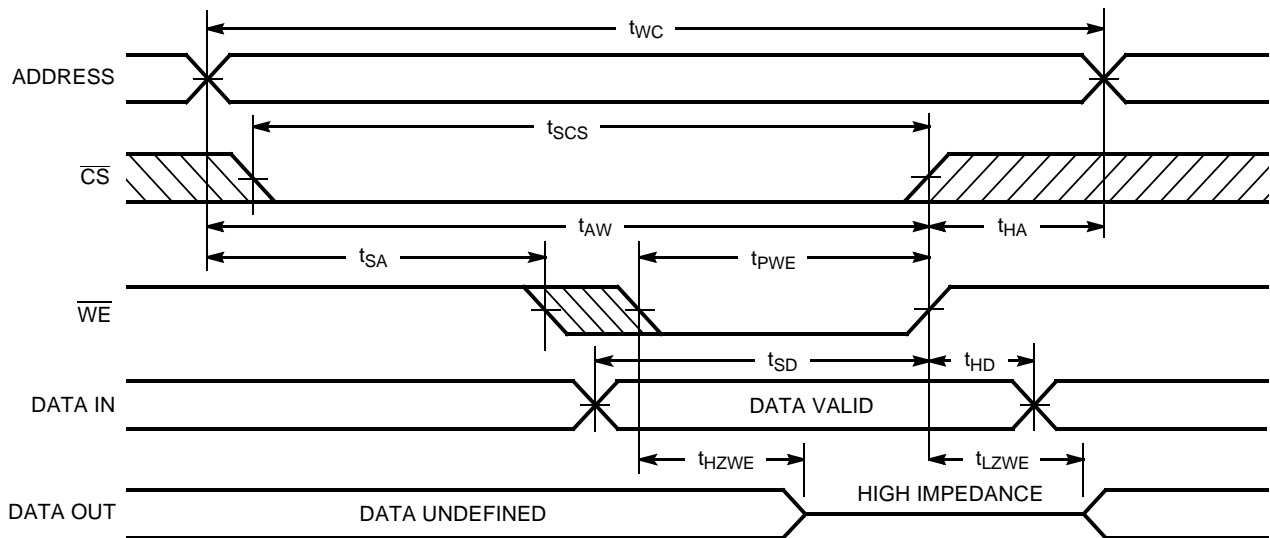 tWC
ADDRESS
tSCS
CS
tAW
tHA
tSA
tPWE
WE
tSD
tHD
DATA IN
DATA VALID
tHZWE
tLZWE
HIGH IMPEDANCE
DATA OUT
DATA UNDEFINED